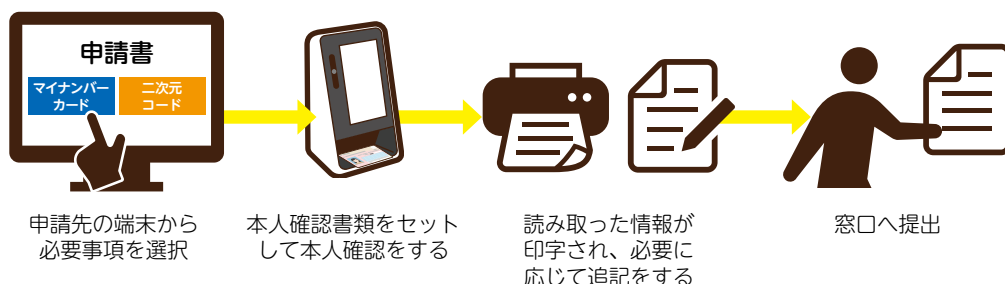 申請書
マイナンバー
カード
二次元
コード
申請先の端末から
必要事項を選択
本人確認書類をセット
して本人確認をする
読み取った情報が
印字され、必要に
応じて追記をする
窓口へ提出